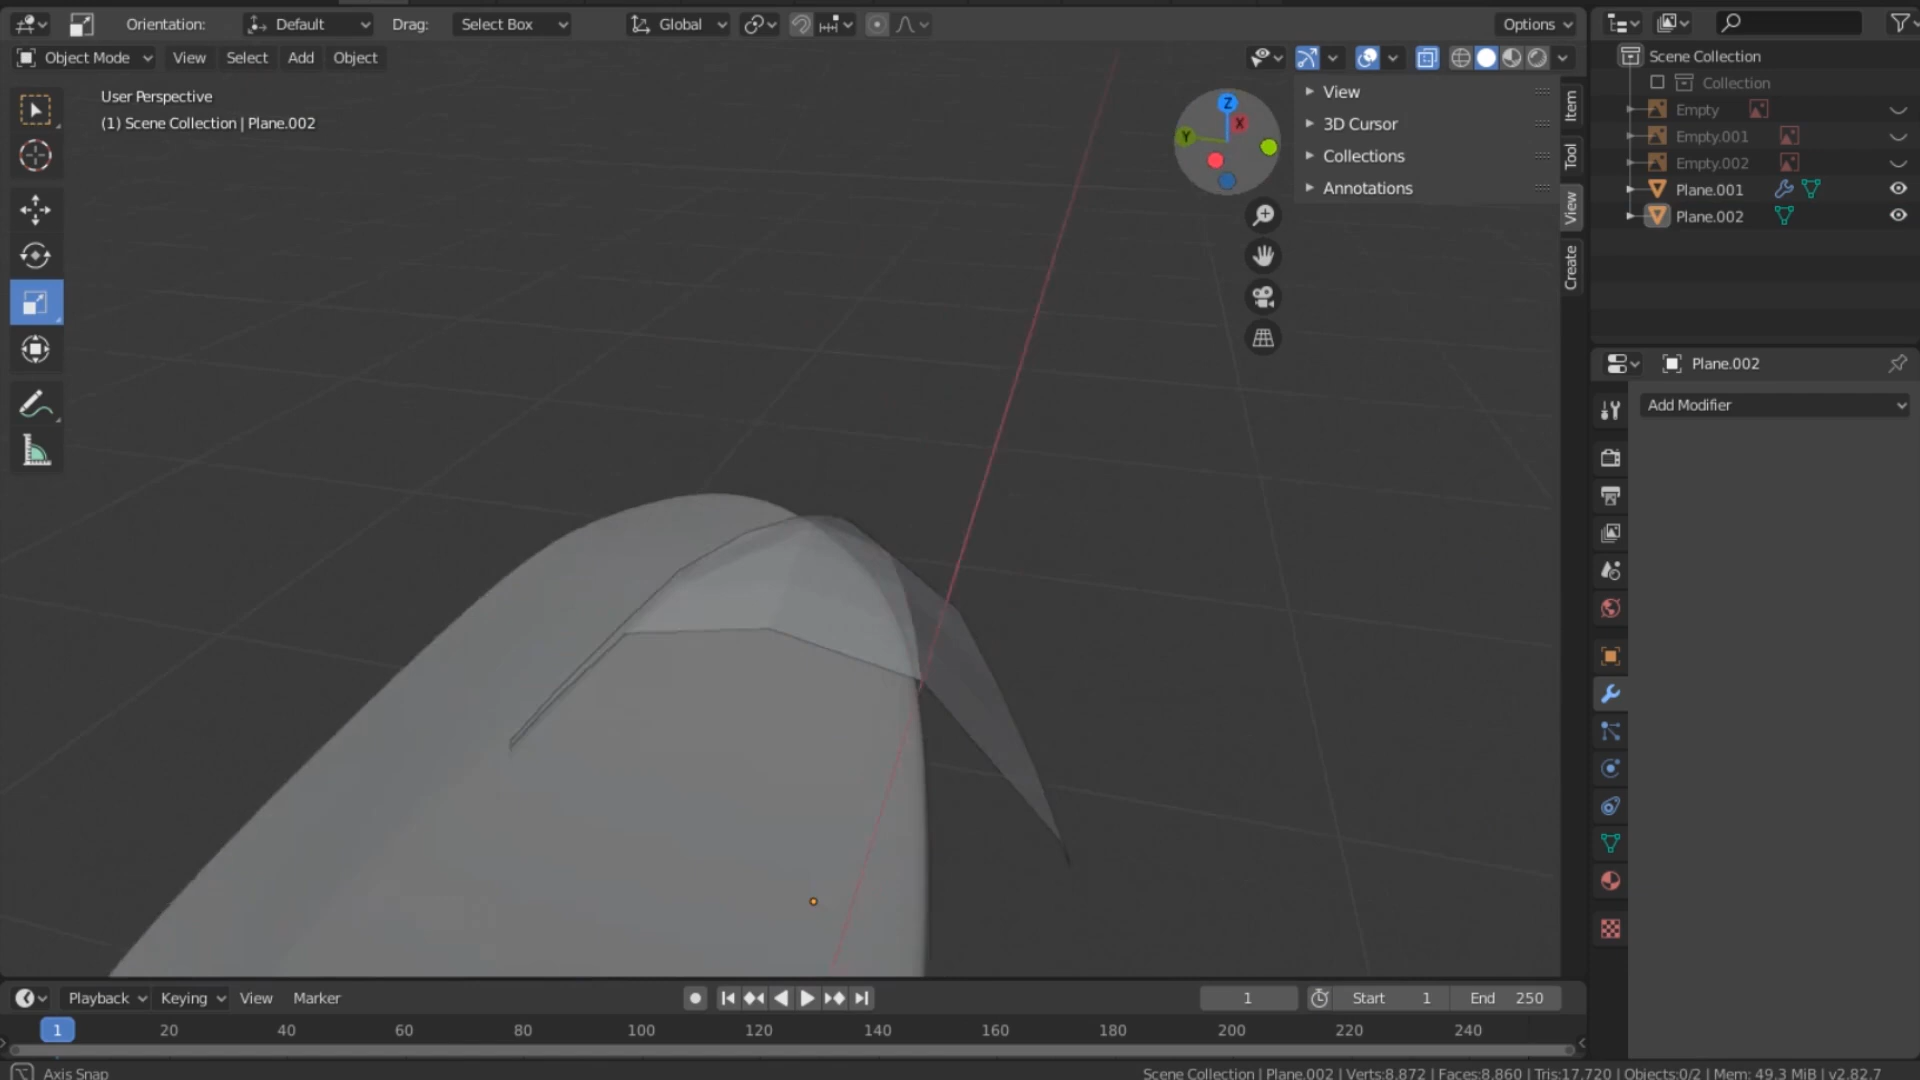 Orientation: Default Drag: Select Box Global Options
Object Mode View Select Add Object
User Perspective
(1) Scene Collection | Plane.002
Z
X
Y
View
3D Cursor
Collections
Annotations
Item
Tool
View
Create
Scene Collection
Collection
Empty
Empty.001
Empty.002
Plane.001
Plane.002
Plane.002
Add Modifier
Playback Keying View Marker 1 Start 1 End 250
1 20 40 60 80 100 120 140 160 180 200 220 240
Axis Snap
Scene Collection | Plane.002 | Verts:8,872 | Faces:8,860 | Tris:17,720 | Objects:0/2 | Mem: 49.3 MiB | v2.82.7